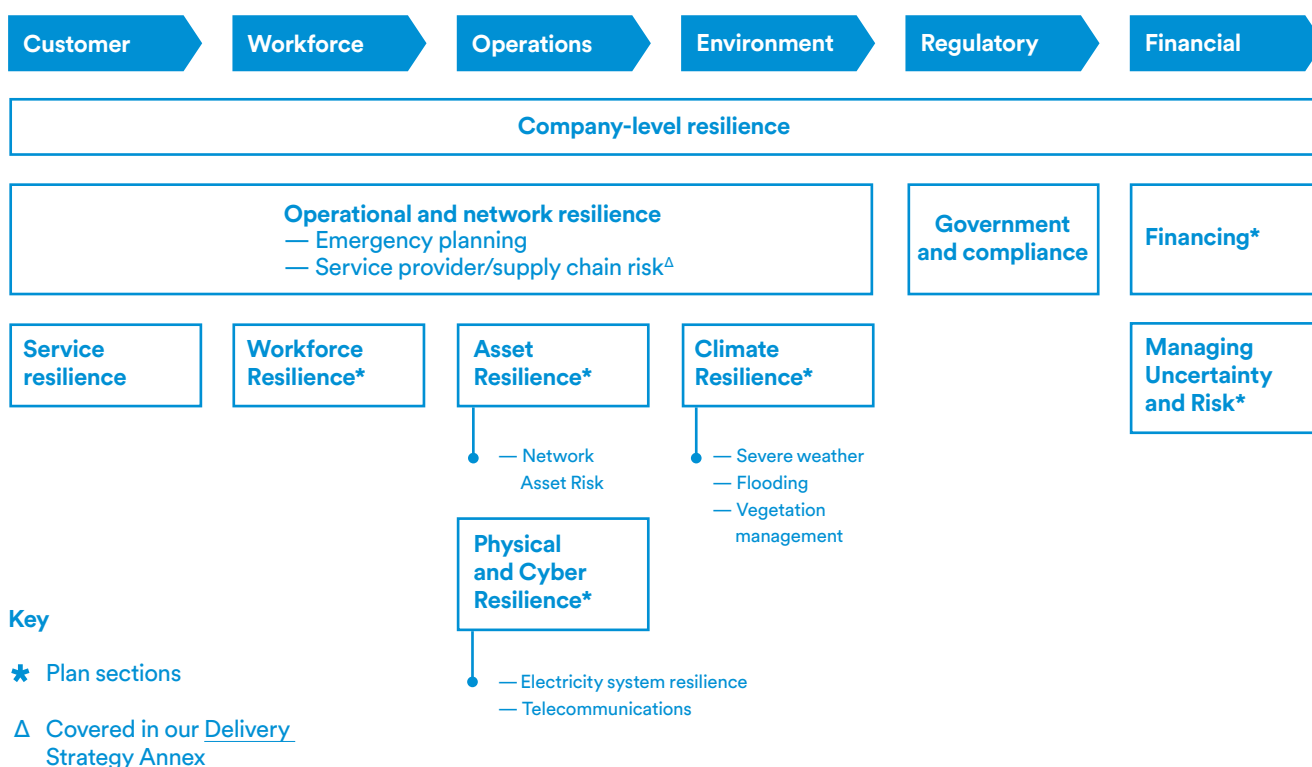 Customer
Workforce
Operations
Environment
Regulatory
Financial
Company-level resilience
Operational and network resilience
— Emergency planning
— Service provider/supply chain risk^Δ
Government
and compliance
Financing*
Service
resilience
Workforce
Resilience*
Asset
Resilience*
— Network
Asset Risk
Climate
Resilience*
— Severe weather
— Flooding
— Vegetation
management
Managing
Uncertainty
and Risk*
Physical
and Cyber
Resilience*
— Electricity system resilience
— Telecommunications
Key
* Plan sections
Δ Covered in our Delivery
Strategy Annex